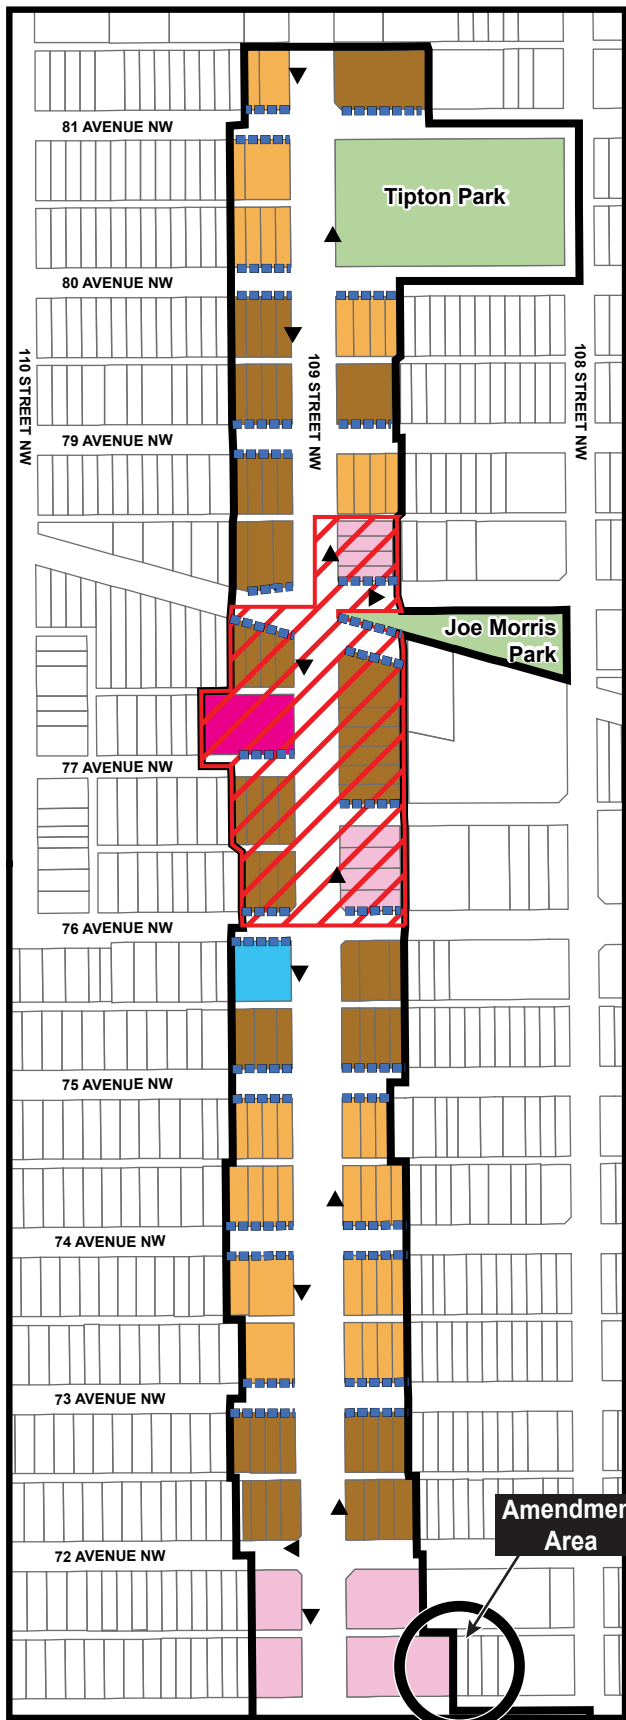 81 AVENUE NW
Tipton Park
80 AVENUE NW
110 STREET NW
109 STREET NW
108 STREET NW
79 AVENUE NW
Joe Morris
Park
77 AVENUE NW
76 AVENUE NW
75 AVENUE NW
74 AVENUE NW
73 AVENUE NW
Amendmen
Area
72 AVENUE NW